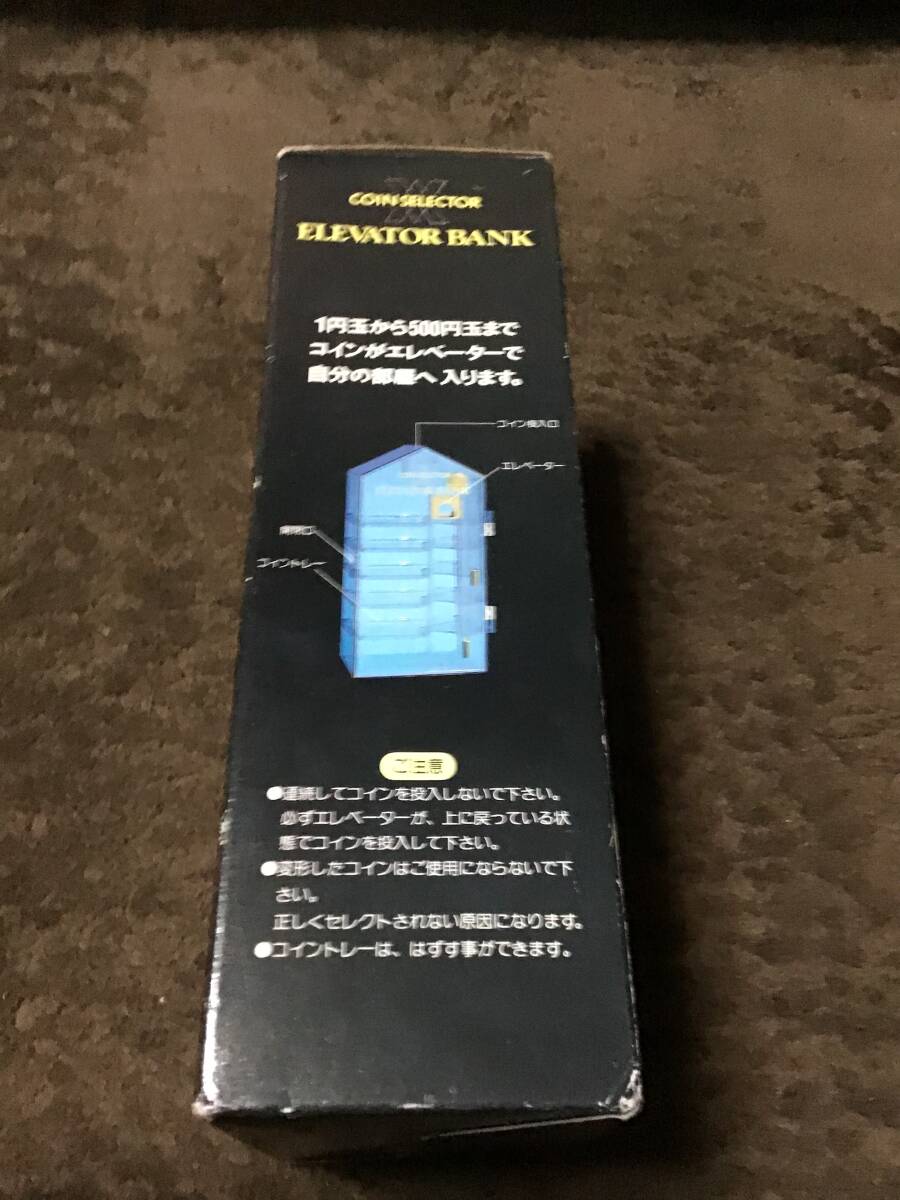 COIN SELECTOR
ELEVATOR BANK
1円玉から500円玉まで
コインがエレベーターで
自分の部屋へ 入ります。
コイン投入口
エレベーター
開閉口
コイントレー
ご注意
●連続してコインを投入しないで下さい。
必ずエレベーターが、上に戻っている状
態でコインを投入して下さい。
●変形したコインはご使用にならないで下
さい。
正しくセレクトされない原因になります。
●コイントレーは、はずす事ができます。